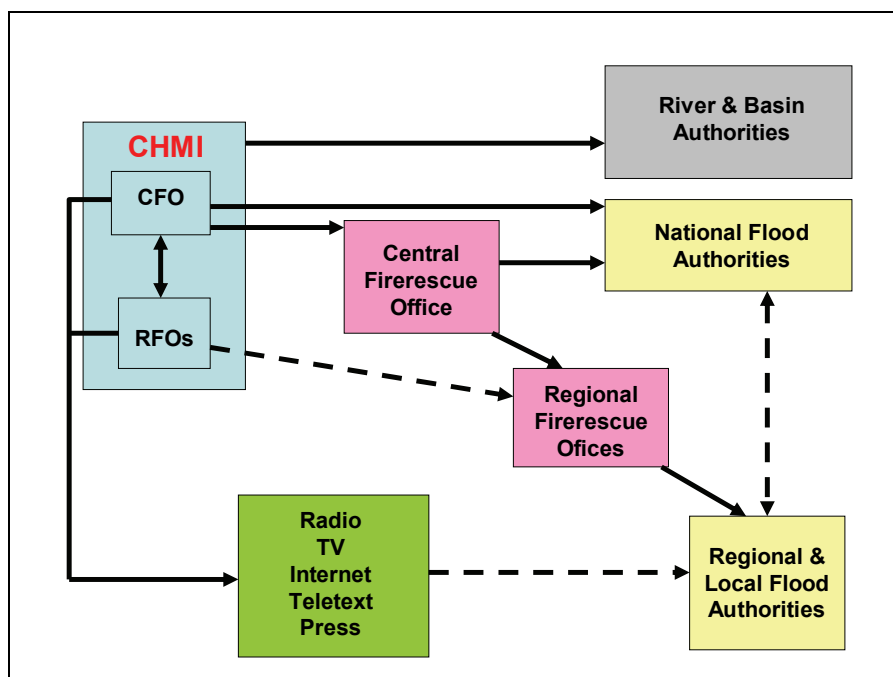 River & Basin
Authorities
CHMI
CFO
National Flood
Authorities
Central
Firerescue
Office
RFOs
Regional
Firerescue
Ofices
Radio
TV
Internet
Teletext
Press
Regional &
Local Flood
Authorities